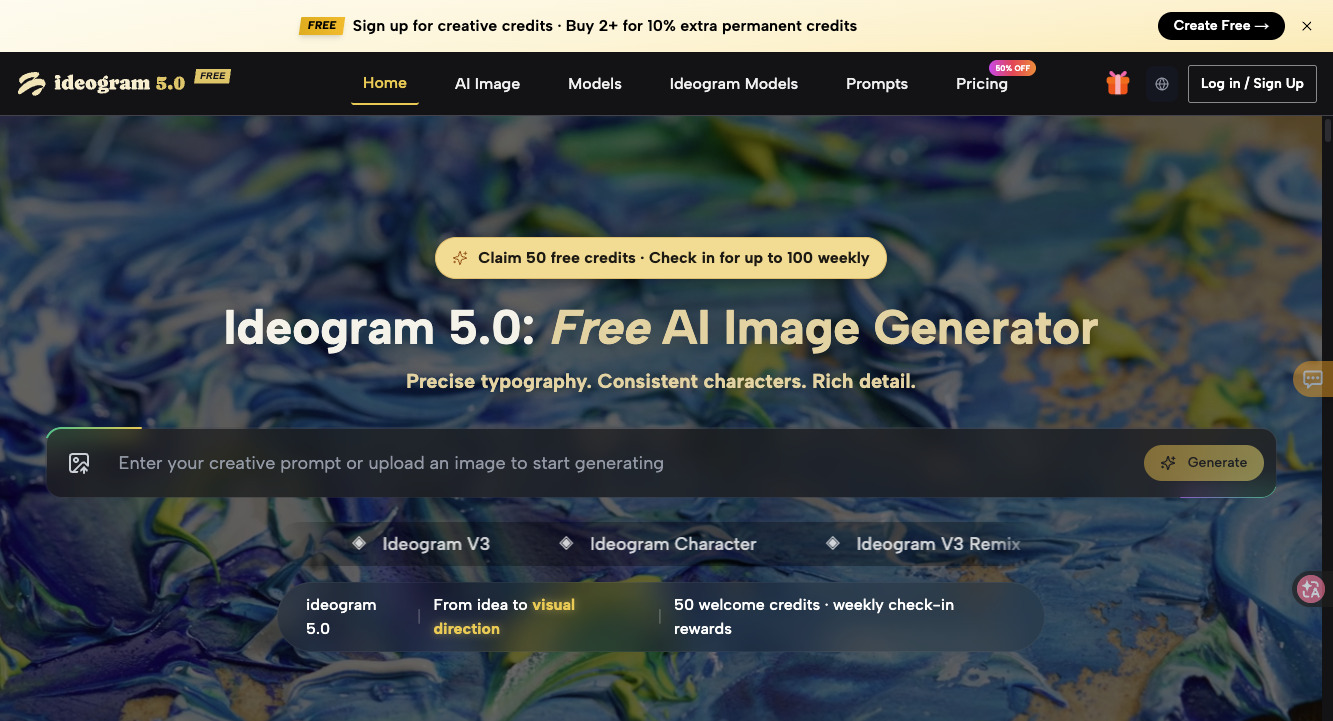 FREE Sign up for creative credits · Buy 2+ for 10% extra permanent credits Create Free → ×
ideogram 5.0 FREE Home AI Image Models Ideogram Models Prompts Pricing 50% OFF Log in / Sign Up
Claim 50 free credits · Check in for up to 100 weekly
Ideogram 5.0: Free AI Image Generator
Precise typography. Consistent characters. Rich detail.
Enter your creative prompt or upload an image to start generating Generate
Ideogram V3 Ideogram Character Ideogram V3 Remix
ideogram
5.0
From idea to visual
direction
50 welcome credits · weekly check-in
rewards